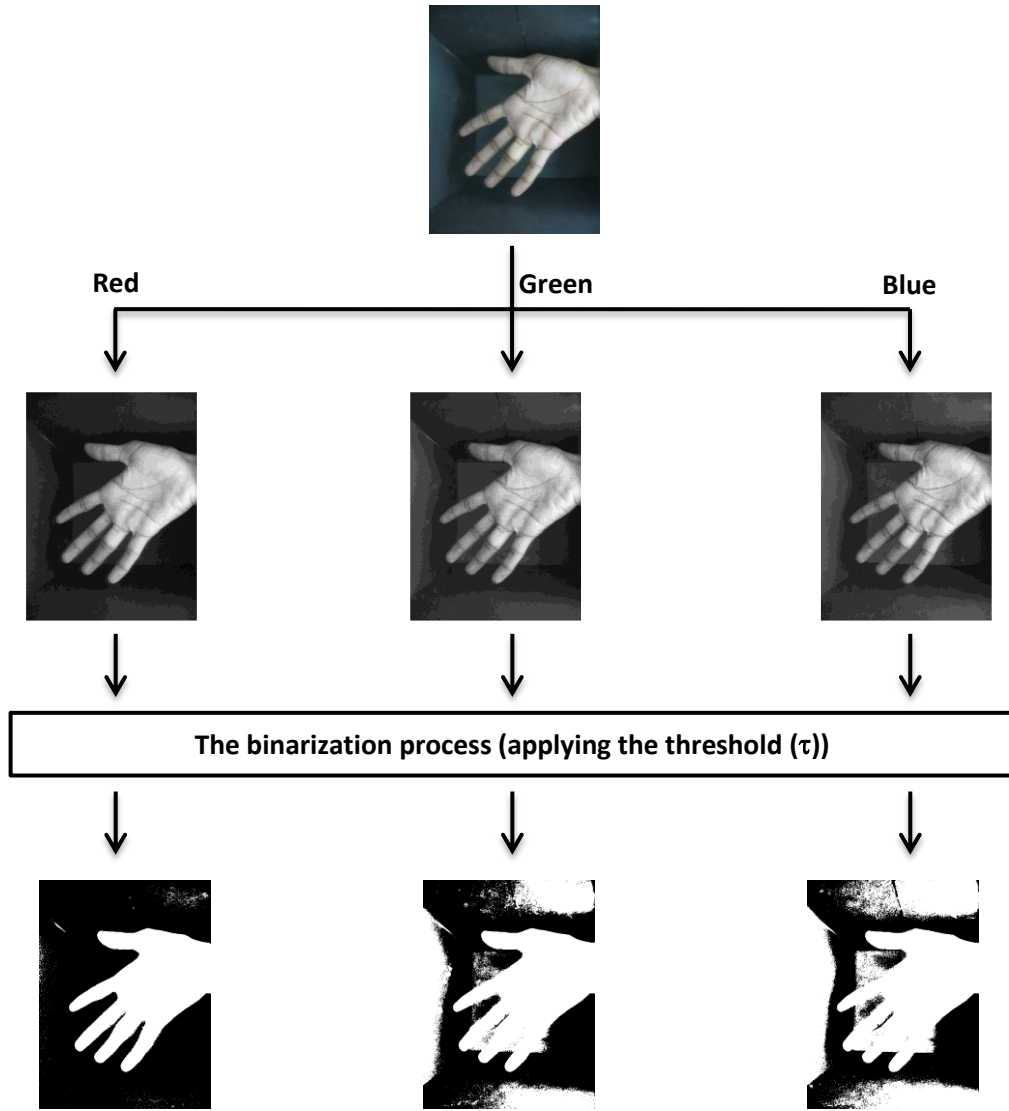 Red
Green
Blue
The binarization process (applying the threshold (τ))